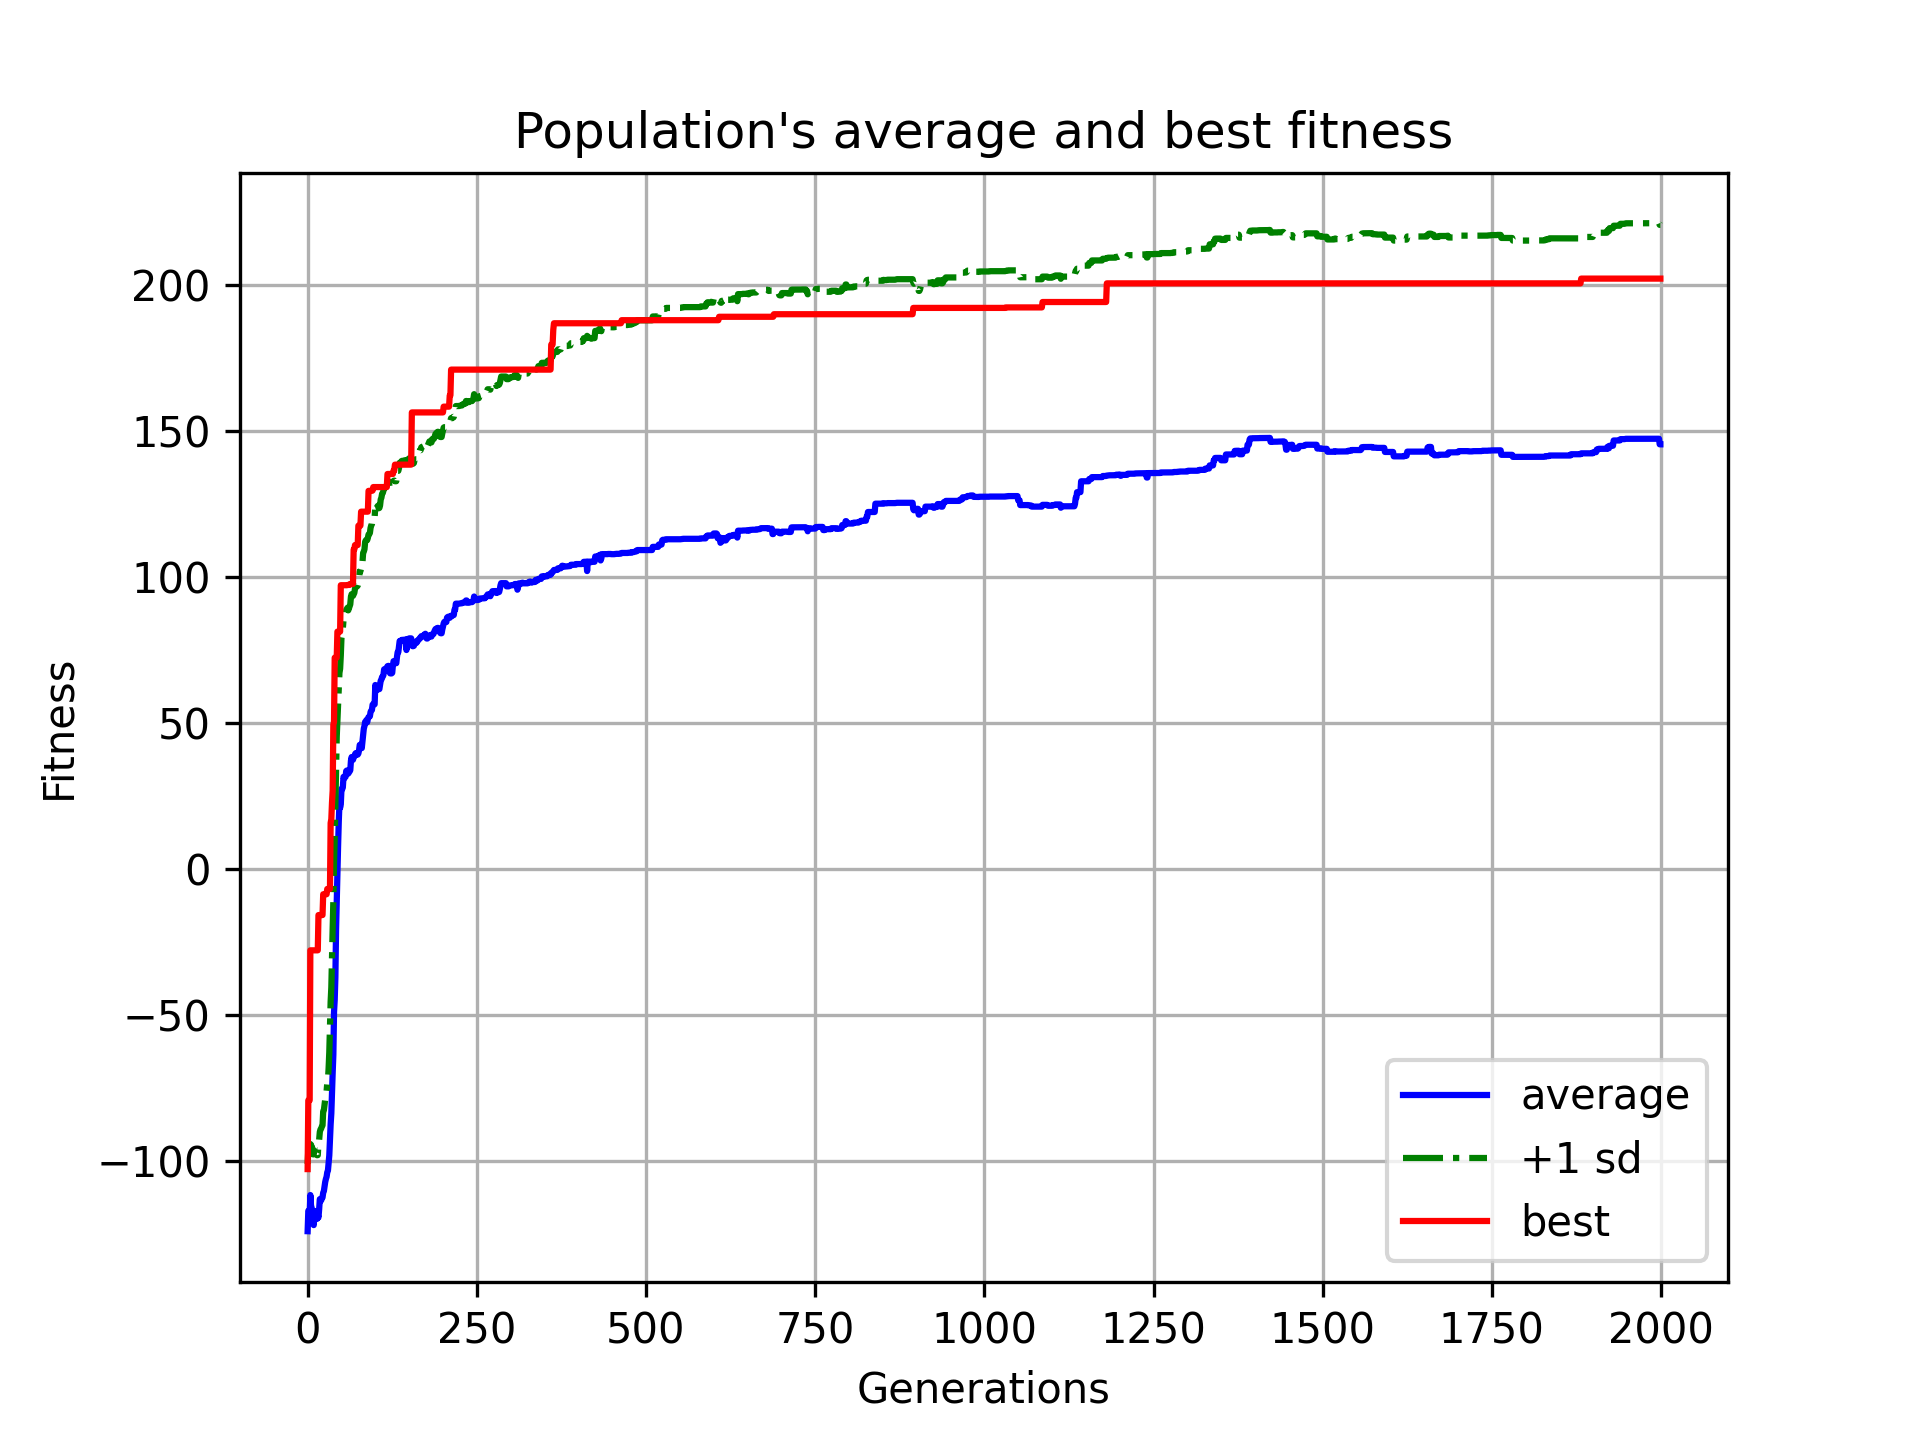 Population's average and best fitness
Fitness
200
150
100
50
0
−50
−100
0 250 500 750 1000 1250 1500 1750 2000
Generations
average
+1 sd
best